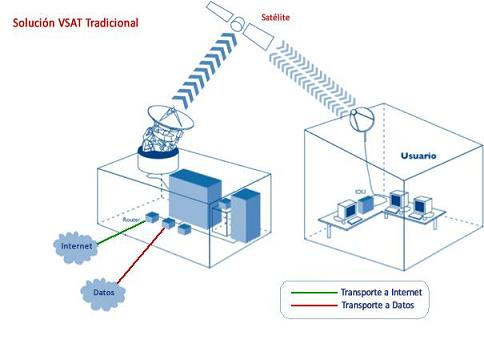 Solución VSAT Tradicional
Satélite
Usuario
IDU
Router
Internet
Datos
Transporte a Internet
Transporte a Datos